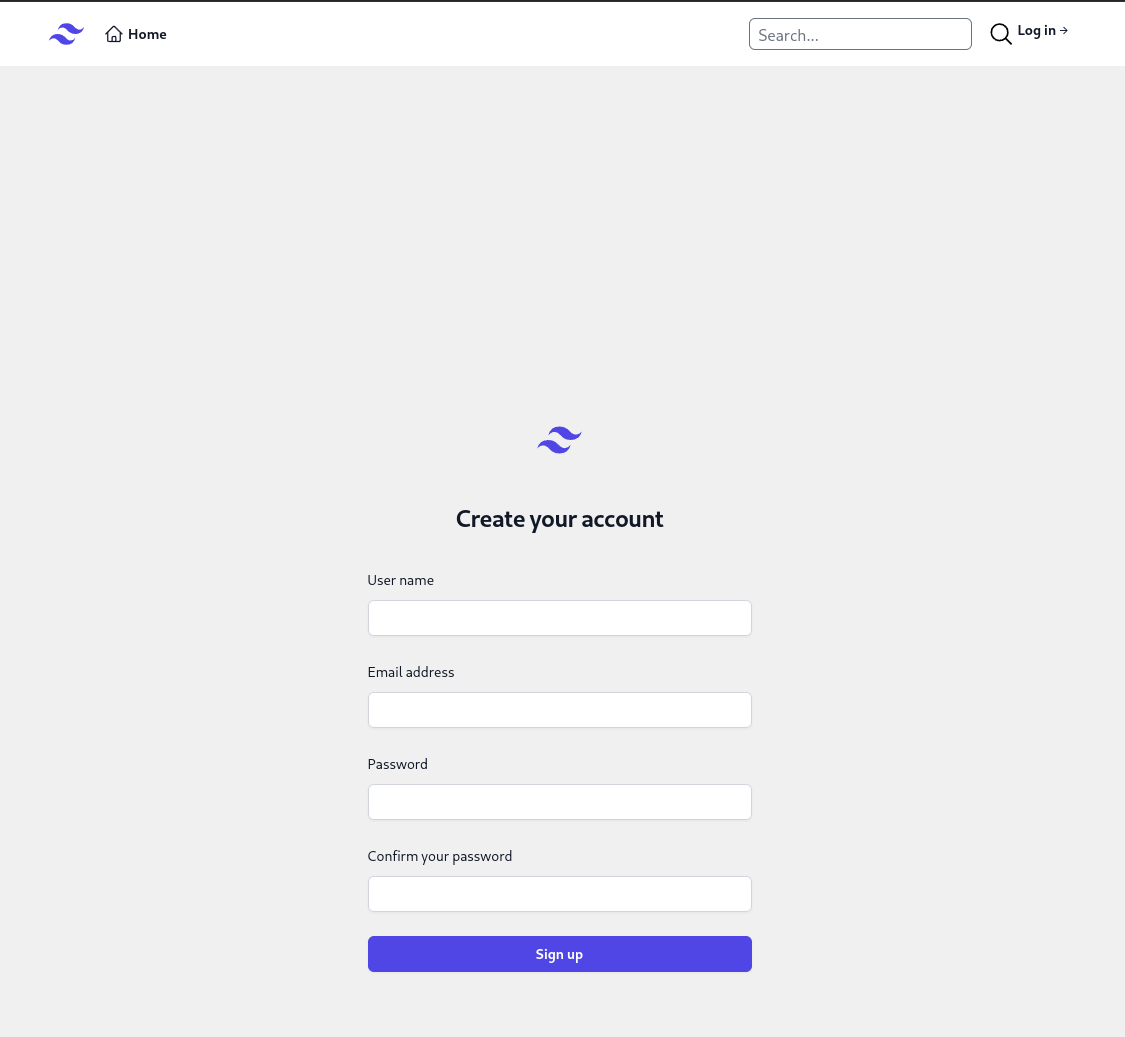 Home
Search...
Log in →
Create your account
User name
Email address
Password
Confirm your password
Sign up